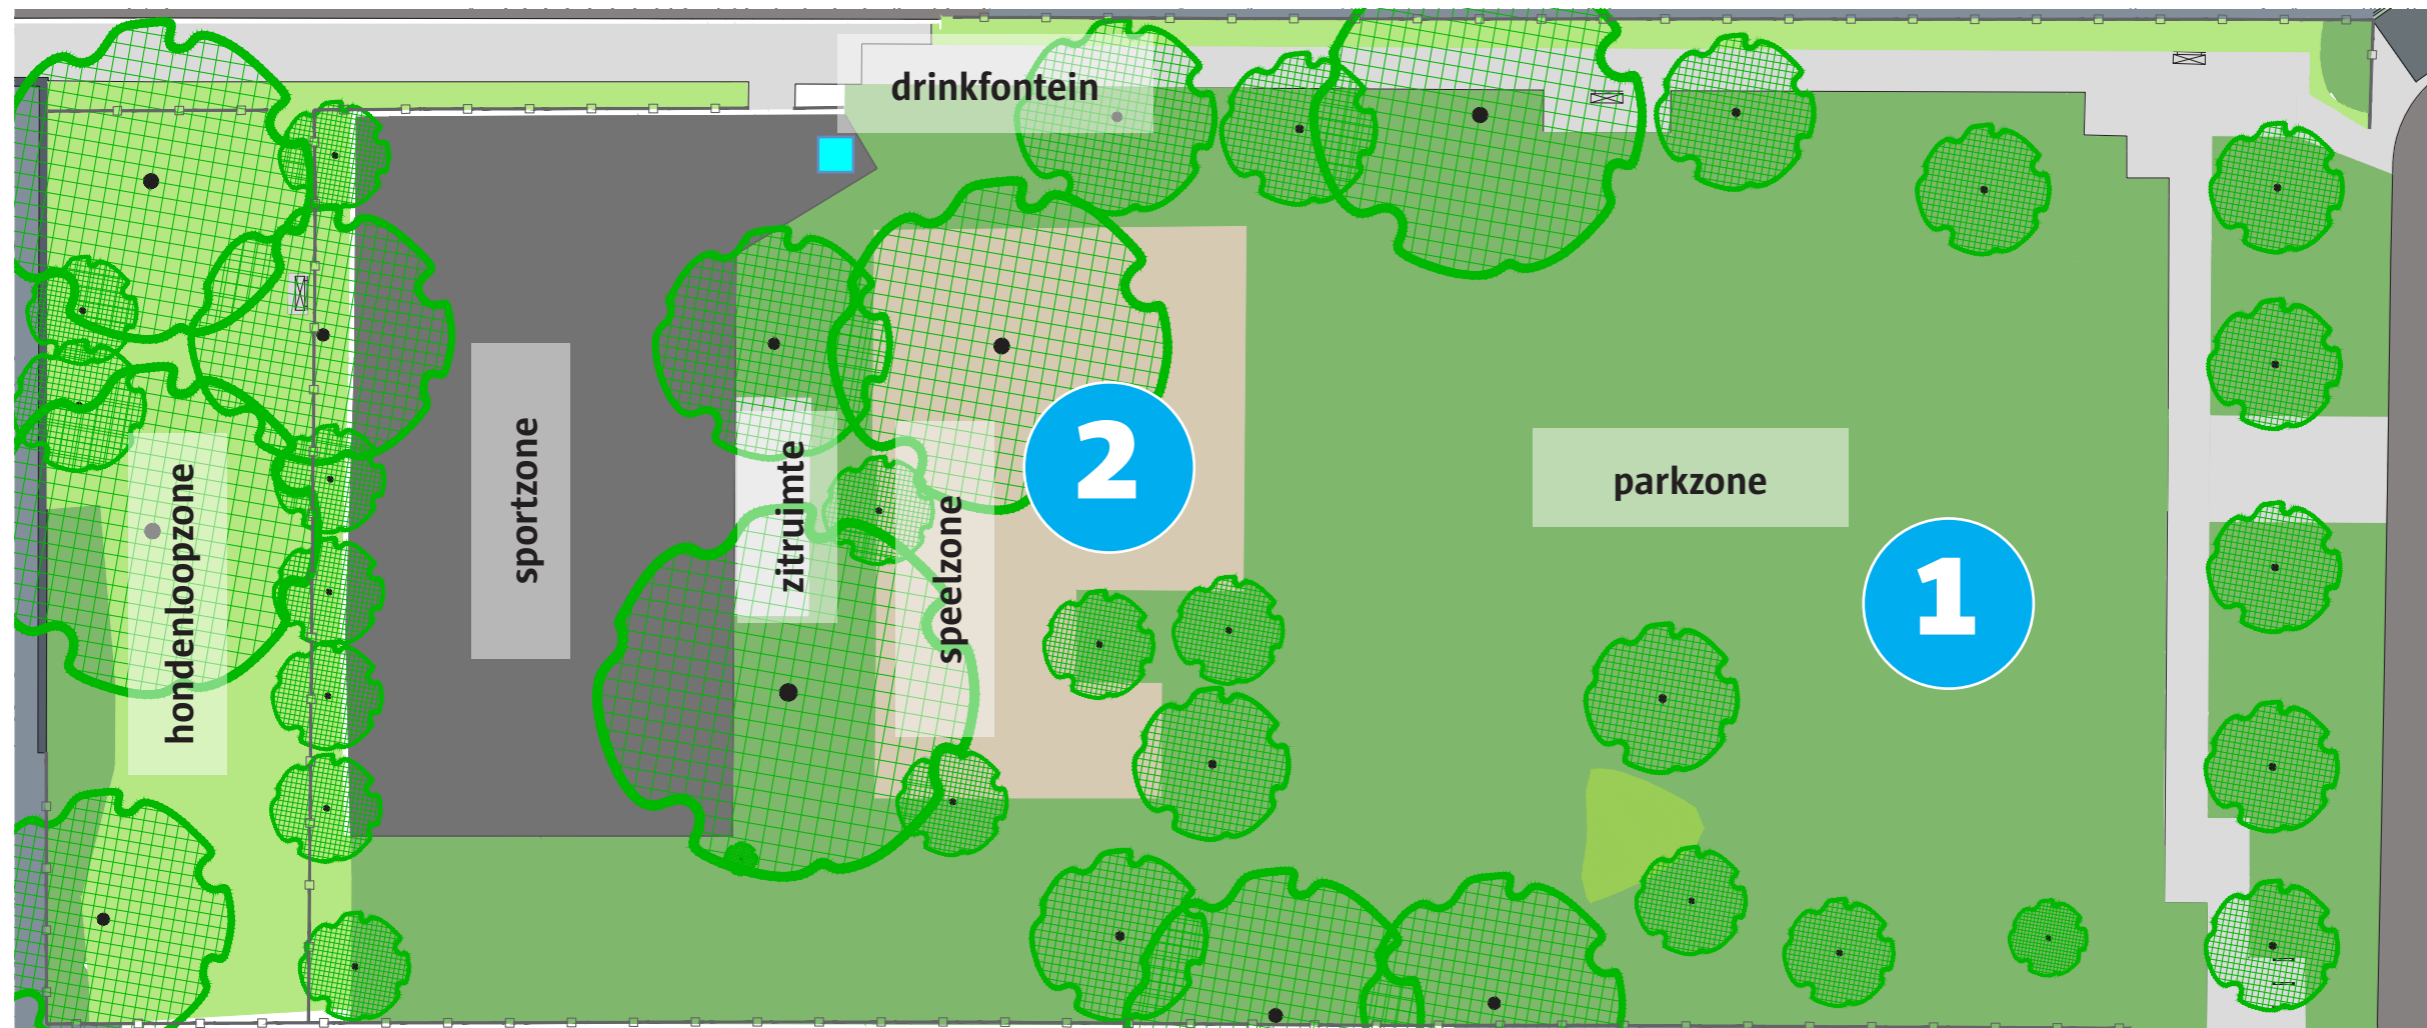 drinkfontein
hondenloopzone
sportzone
zitruimte
speelzone
2
parkzone
1